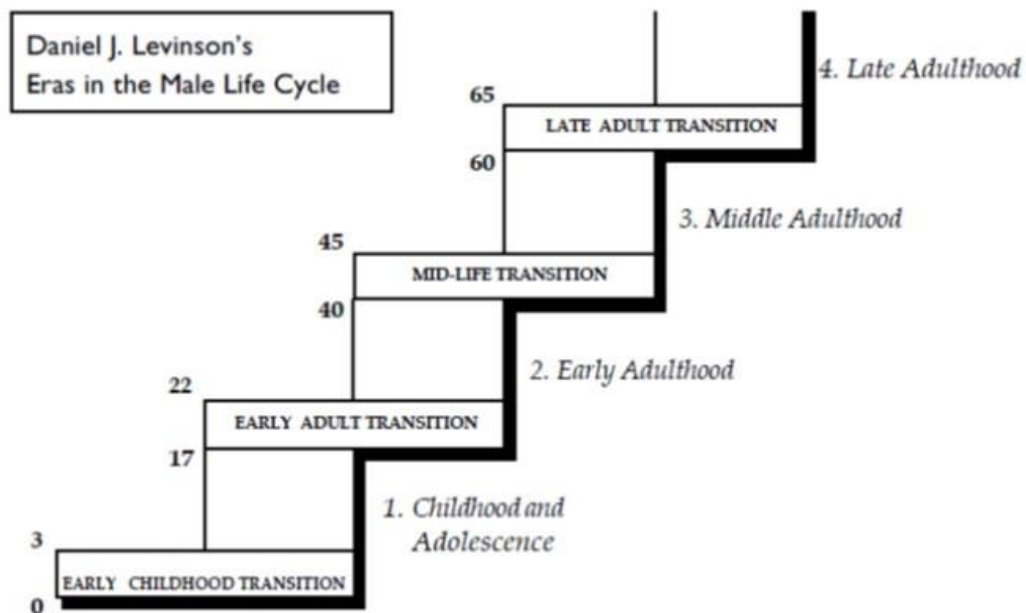 Daniel J. Levinson's
Eras in the Male Life Cycle
4. Late Adulthood
65
LATE ADULT TRANSITION
60
3. Middle Adulthood
45
MID-LIFE TRANSITION
40
2. Early Adulthood
22
EARLY ADULT TRANSITION
17
1. Childhood and
Adolescence
3
EARLY CHILDHOOD TRANSITION
0